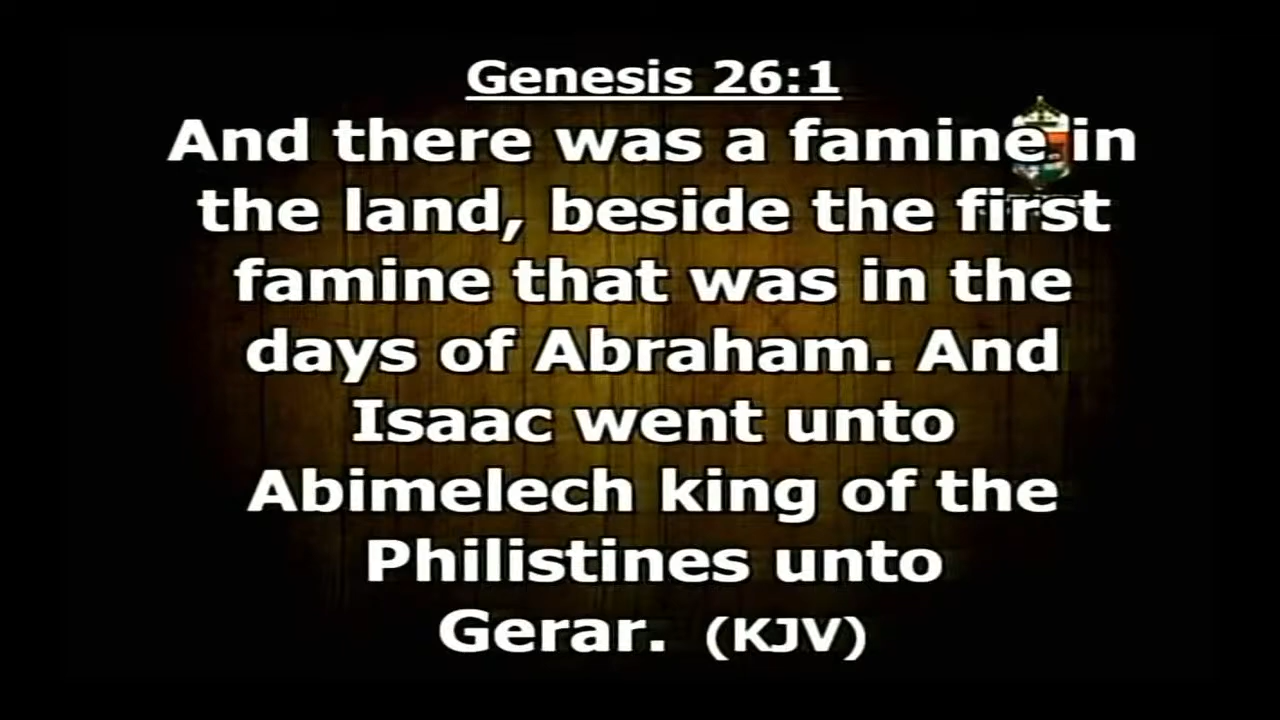 Genesis 26:1
And there was a famine in
the land, beside the first
famine that was in the
days of Abraham. And
Isaac went unto
Abimelech king of the
Philistines unto
Gerar. (KJV)